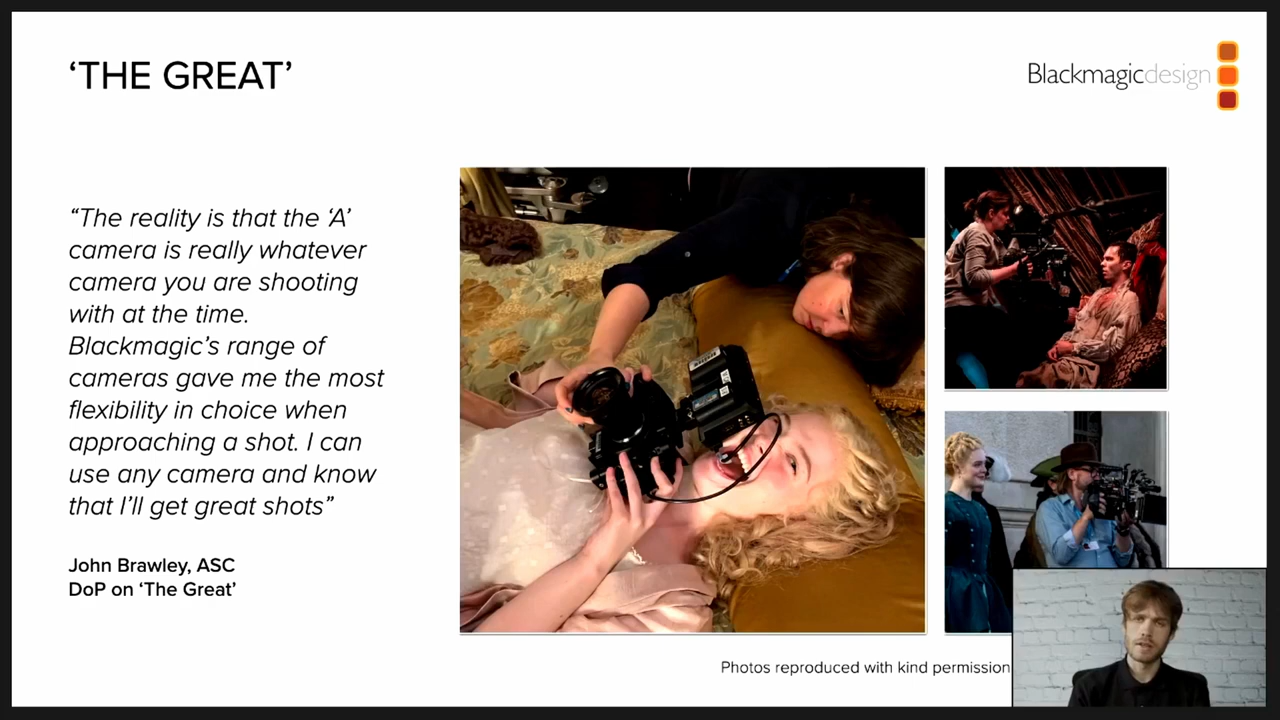 ‘THE GREAT’
Blackmagicdesign
“The reality is that the ‘A’
camera is really whatever
camera you are shooting
with at the time.
Blackmagic’s range of
cameras gave me the most
flexibility in choice when
approaching a shot. I can
use any camera and know
that I’ll get great shots”
John Brawley, ASC
DoP on ‘The Great’
Photos reproduced with kind permission